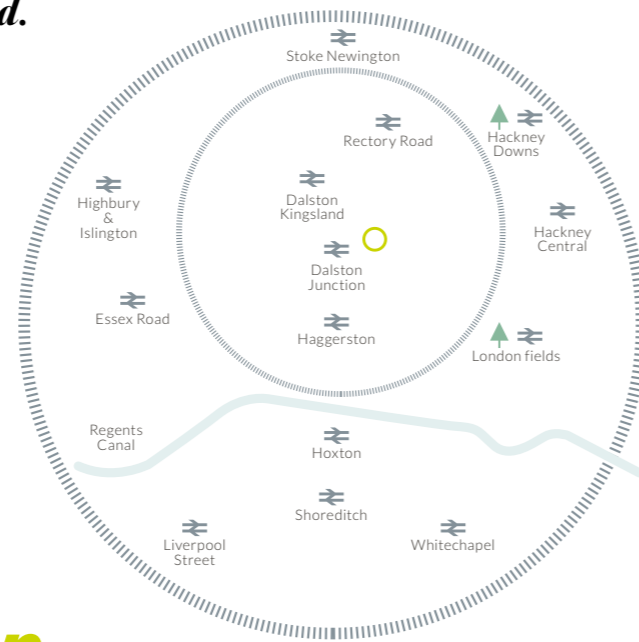 d.
Stoke Newington
Rectory Road
Hackney
Downs
Highbury
&
Islington
Dalston
Kingsland
Hackney
Central
Dalston
Junction
Essex Road
Haggerston
London fields
Regents
Canal
Hoxton
Shoreditch
Liverpool
Street
Whitechapel